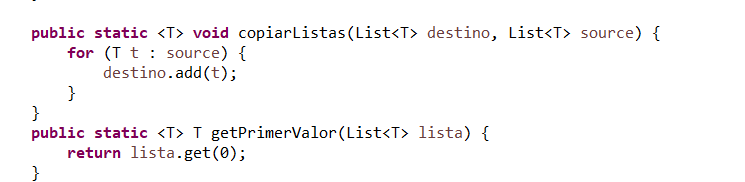 public static <T> void copiarListas(List<T> destino, List<T> source) {
    for (T t : source) {
        destino.add(t);
    }
}
public static <T> T getPrimerValor(List<T> lista) {
    return lista.get(0);
}